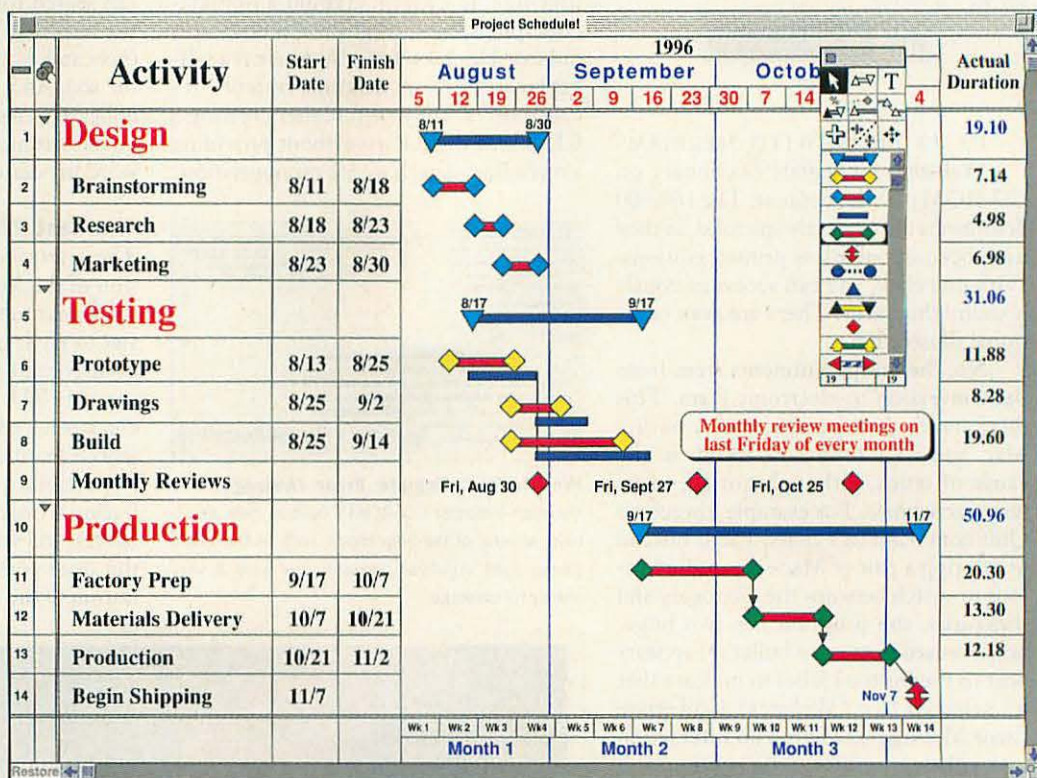 Project Schedule!
1996
Activity Start Date Finish Date August September Octob Actual Duration
5 12 19 26 2 9 16 23 30 7 14 4
T
%
1 Design 8/11 8/30 19.10
2 Brainstorming 8/11 8/18 7.14
3 Research 8/18 8/23 4.98
4 Marketing 8/23 8/30 6.98
5 Testing 8/17 9/17 31.06
6 Prototype 8/13 8/25 11.88
19 19
7 Drawings 8/25 9/2 8.28
8 Build 8/25 9/14 19.60
Monthly review meetings on
last Friday of every month
9 Monthly Reviews Fri, Aug 30 Fri, Sept 27 Fri, Oct 25
10 Production 9/17 11/7 50.96
11 Factory Prep 9/17 10/7 20.30
12 Materials Delivery 10/7 10/21 13.30
13 Production 10/21 11/2 12.18
14 Begin Shipping 11/7 Nov 7
Wk 1 Wk 2 Wk 3 Wk4 Wk 5 Wk 6 Wk 7 Wk 8 Wk 9 Wk 10 Wk 11 Wk 12 Wk 13 Wk 14
Month 1 Month 2 Month 3
Restore